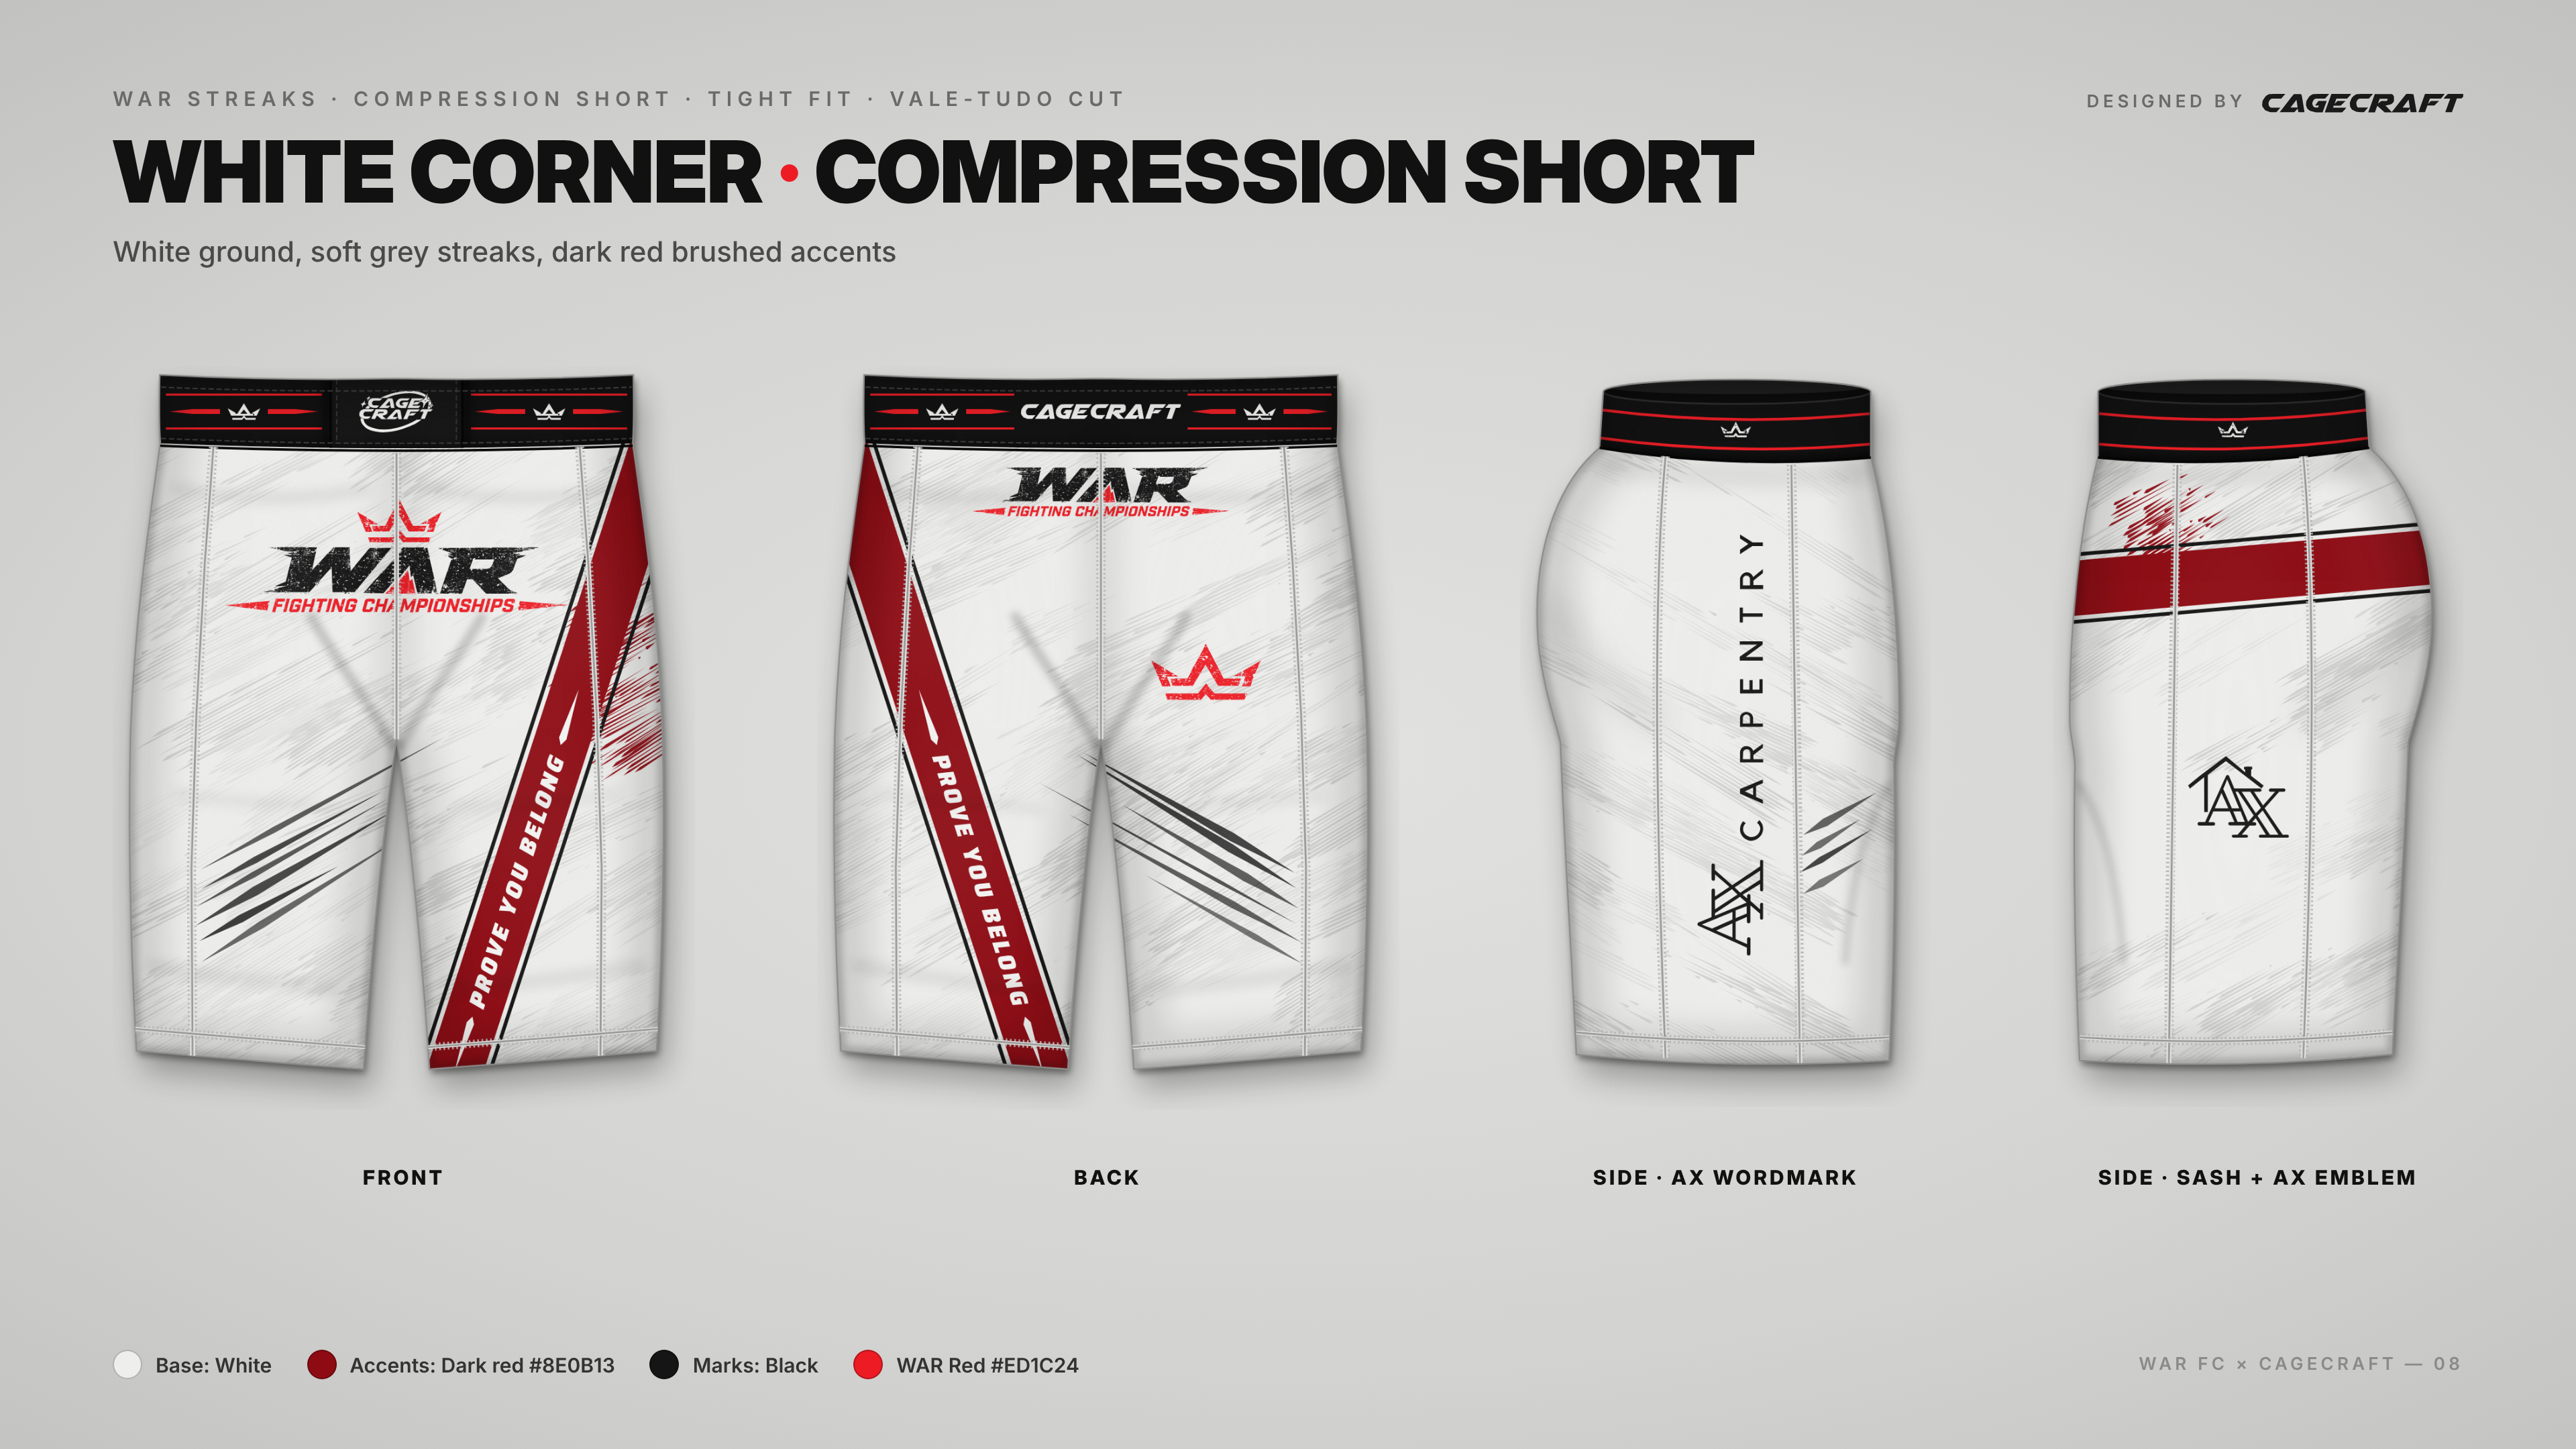 WAR STREAKS · COMPRESSION SHORT · TIGHT FIT · VALE-TUDO CUT
DESIGNED BY CAGECRAFT
WHITE CORNER · COMPRESSION SHORT
White ground, soft grey streaks, dark red brushed accents
CAGE
CRAFT
WAR
FIGHTING CHAMPIONSHIPS
PROVE YOU BELONG
CAGECRAFT
WAR
FIGHTING CHAMPIONSHIPS
PROVE YOU BELONG
AX CARPENTRY
AX
FRONT
BACK
SIDE · AX WORDMARK
SIDE · SASH + AX EMBLEM
Base: White
Accents: Dark red #8E0B13
Marks: Black
WAR Red #ED1C24
WAR FC × CAGECRAFT — 08